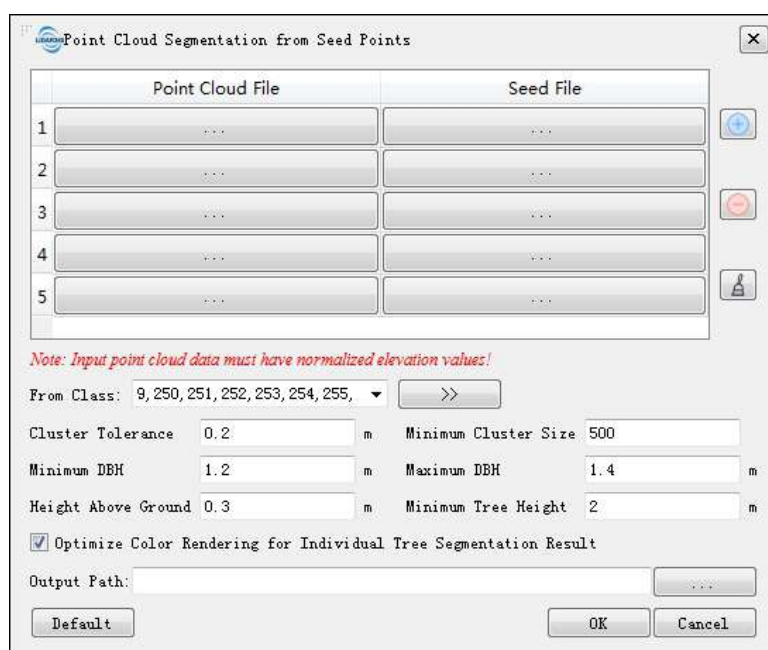 Point Cloud Segmentation from Seed Points
Point Cloud File Seed File
1 ... ...
2 ... ...
3 ... ...
4 ... ...
5 ... ...
Note: Input point cloud data must have normalized elevation values!
From Class: 9, 250, 251, 252, 253, 254, 255, >>
Cluster Tolerance 0.2 m Minimum Cluster Size 500
Minimum DBH 1.2 m Maximum DBH 1.4 m
Height Above Ground 0.3 m Minimum Tree Height 2 m
Optimize Color Rendering for Individual Tree Segmentation Result
Output Path: ...
Default OK Cancel